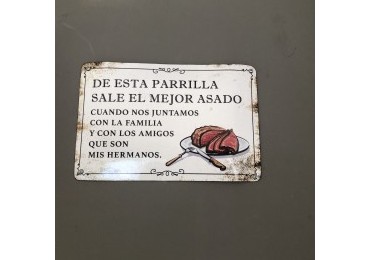 DE ESTA PARRILLA
SALE EL MEJOR ASADO
CUANDO NOS JUNTAMOS
CON LA FAMILIA
Y CON LOS AMIGOS
QUE SON
MIS HERMANOS.